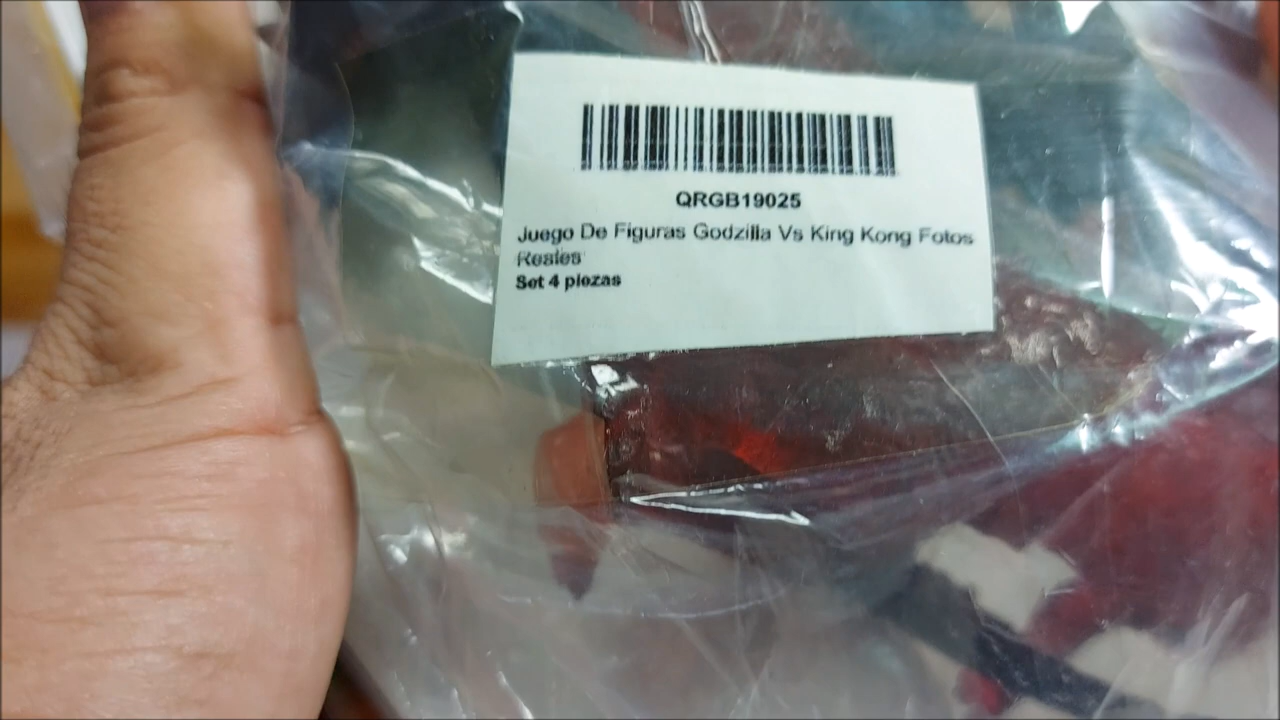 QRGB19025
Juego De Figuras Godzilla Vs King Kong Fotos
Reales
Set 4 piezas